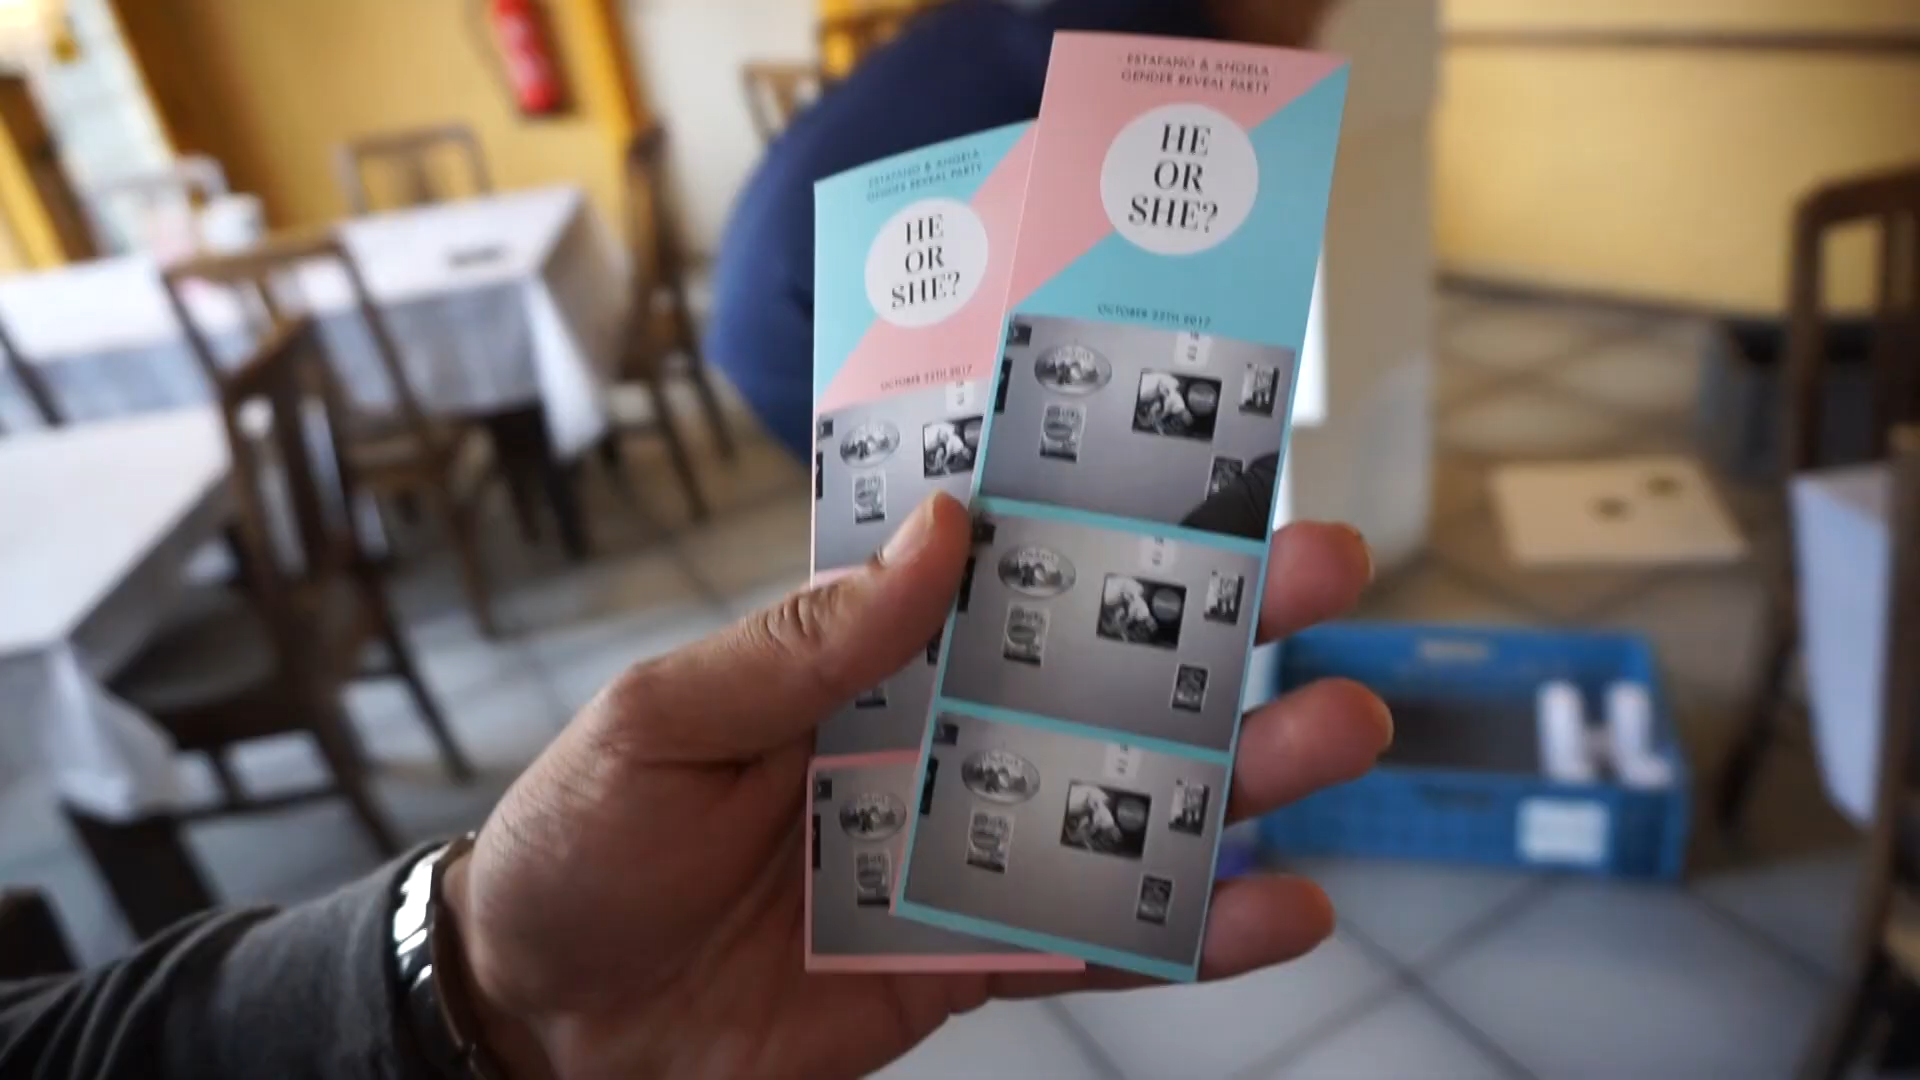 ESTAFANO & ANGELA
GENDER REVEAL PARTY
HE
OR
SHE?
OCTOBER 22TH 2017
ESTAFANO & ANGELA
GENDER REVEAL PARTY
HE
OR
SHE?
OCTOBER 22TH 2017